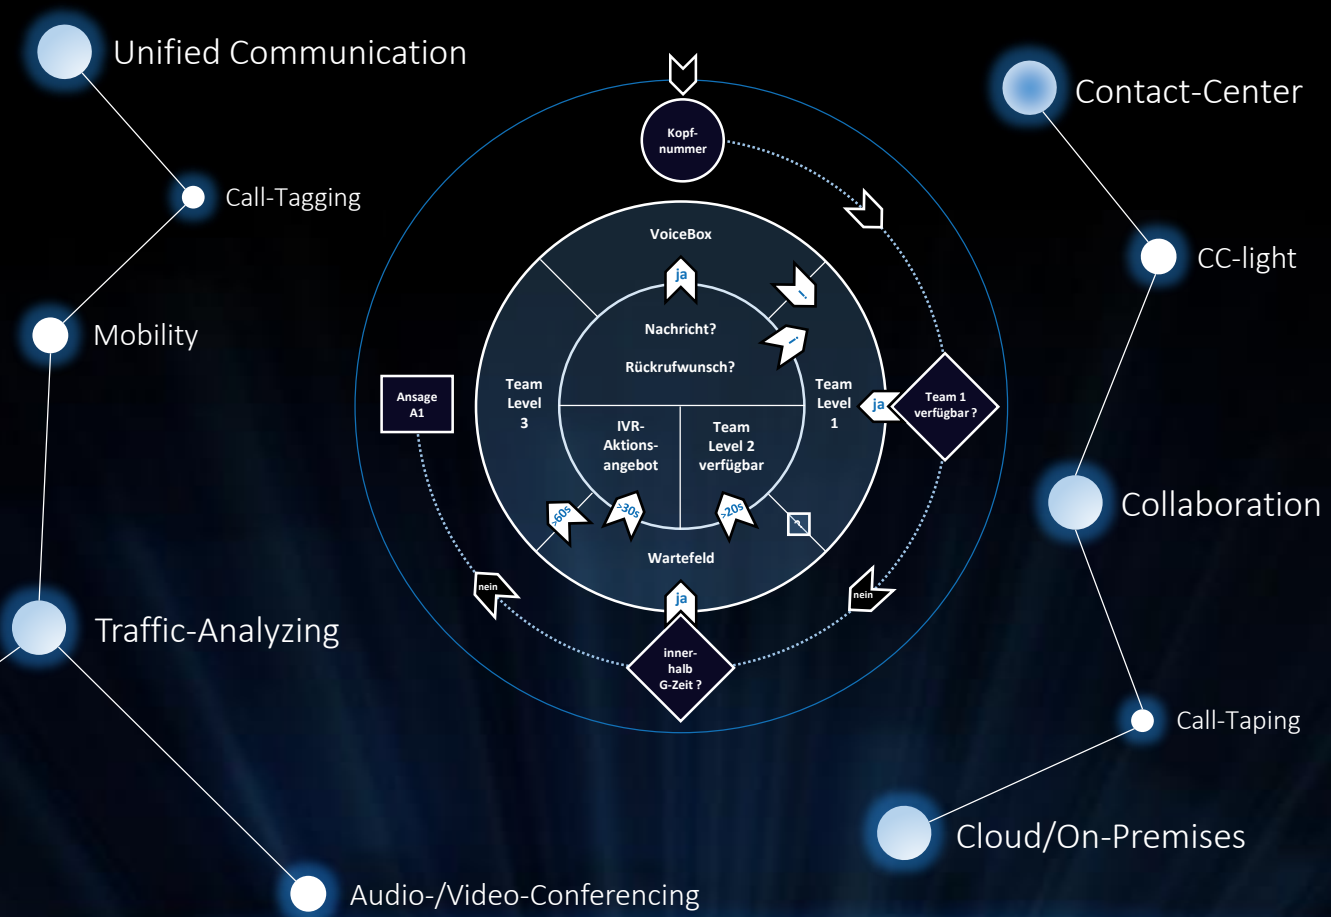 Unified Communication
Call-Tagging
Mobility
Traffic-Analyzing
Audio-/Video-Conferencing
Kopf-
nummer
VoiceBox
ja
!
Nachricht?
!
Rückrufwunsch?
Team
Level
3
Team
Level
1
ja
Team 1
verfügbar ?
Ansage
A1
IVR-
Aktions-
angebot
Team
Level 2
verfügbar
>60s
>30s
>20s
Wartefeld
nein
ja
nein
inner-
halb
G-Zeit ?
Contact-Center
CC-light
Collaboration
Call-Taping
Cloud/On-Premises